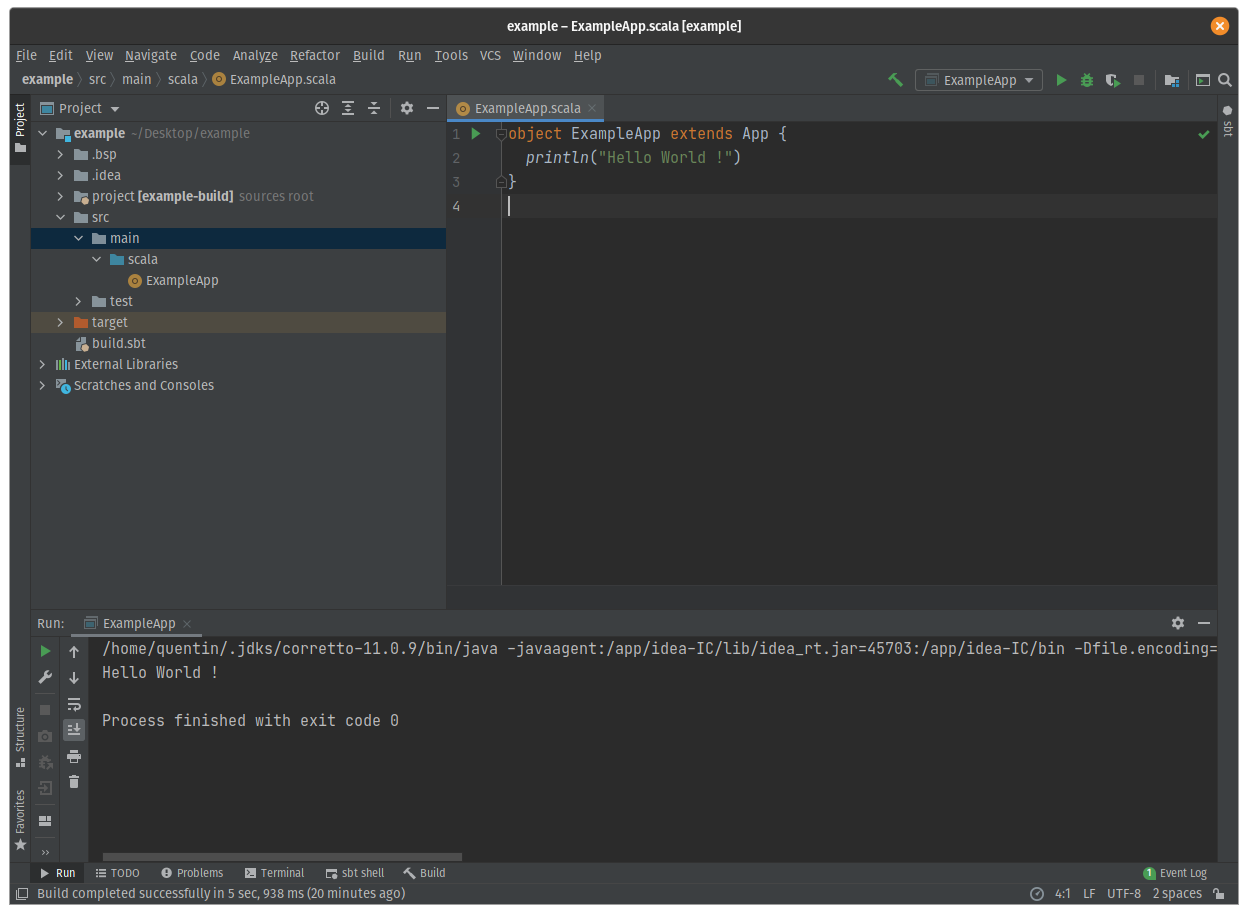 example – ExampleApp.scala [example]
File Edit View Navigate Code Analyze Refactor Build Run Tools VCS Window Help
example src main scala ExampleApp.scala
ExampleApp
Project
Project
ExampleApp.scala
sbt
example ~/Desktop/example
.bsp
.idea
project [example-build] sources root
src
main
scala
ExampleApp
test
target
build.sbt
External Libraries
Scratches and Consoles
1 object ExampleApp extends App {
2 println("Hello World !")
3 }
4
Run: ExampleApp
/home/quentin/.jdks/corretto-11.0.9/bin/java -javaagent:/app/idea-IC/lib/idea_rt.jar=45703:/app/idea-IC/bin -Dfile.encoding=
Hello World !
Process finished with exit code 0
Structure
Favorites
Run TODO Problems Terminal sbt shell Build 1 Event Log
Build completed successfully in 5 sec, 938 ms (20 minutes ago) 4:1 LF UTF-8 2 spaces